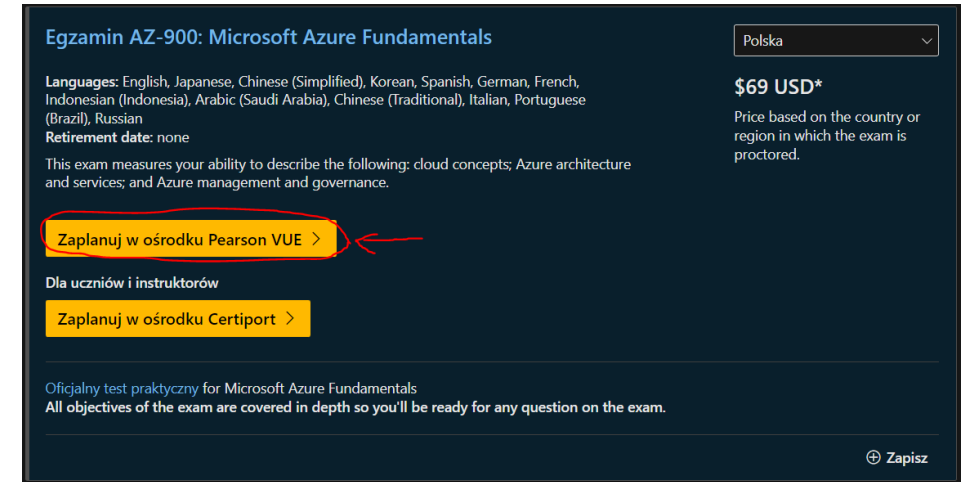 Egzamin AZ-900: Microsoft Azure Fundamentals
Polska
Languages: English, Japanese, Chinese (Simplified), Korean, Spanish, German, French,
Indonesian (Indonesia), Arabic (Saudi Arabia), Chinese (Traditional), Italian, Portuguese
(Brazil), Russian
Retirement date: none
This exam measures your ability to describe the following: cloud concepts; Azure architecture
and services; and Azure management and governance.
$69 USD*
Price based on the country or
region in which the exam is
proctored.
Zaplanuj w ośrodku Pearson VUE >
Dla uczniów i instruktorów
Zaplanuj w ośrodku Certiport >
Oficjalny test praktyczny for Microsoft Azure Fundamentals
All objectives of the exam are covered in depth so you'll be ready for any question on the exam.
Zapisz